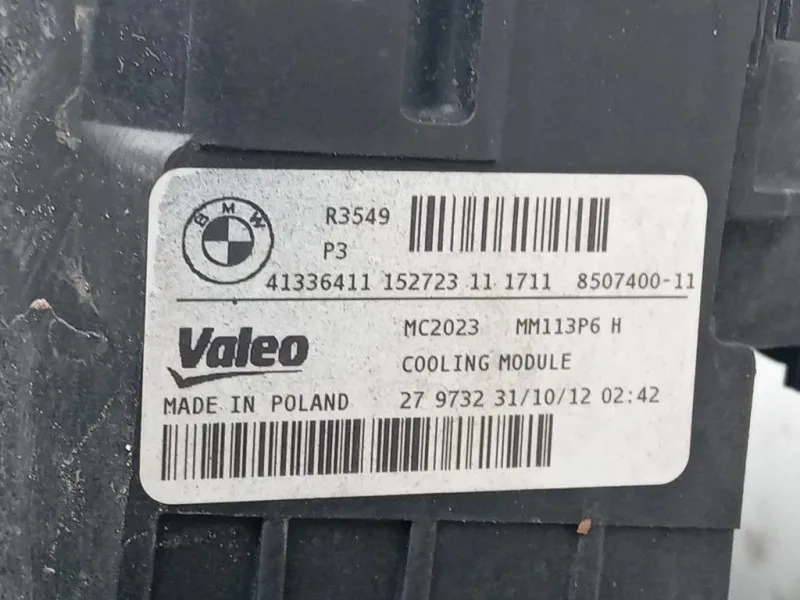 BMW
R3549
P3
41336411 152723 11 1711 8507400-11
Valeo
MC2023 MM113P6 H
COOLING MODULE
MADE IN POLAND 27 9732 31/10/12 02:42